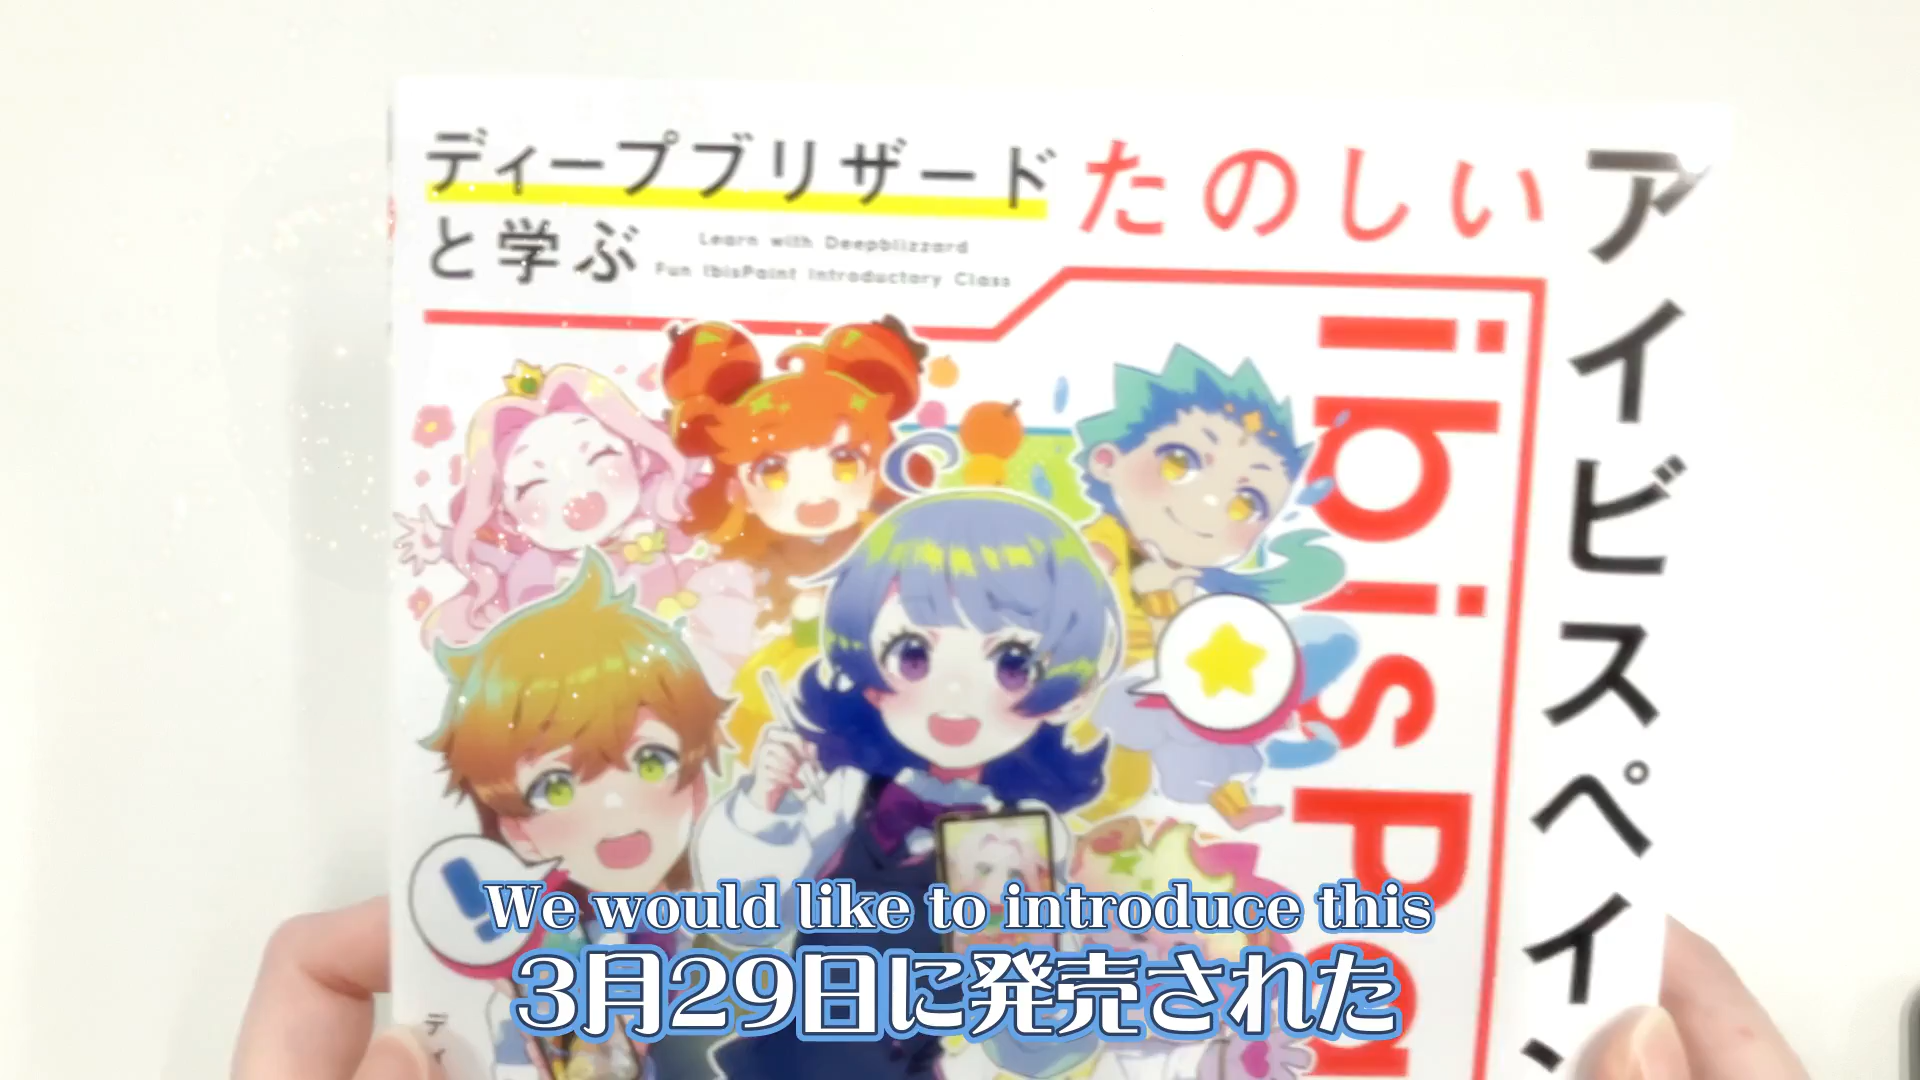 ディープブリザード
と学ぶ
Learn with Deepblizzard
Fun IbisPaint Introductory Class
たのしい
アイビスペイン
ibisPa
We would like to introduce this
3月29日に発売された
ディ